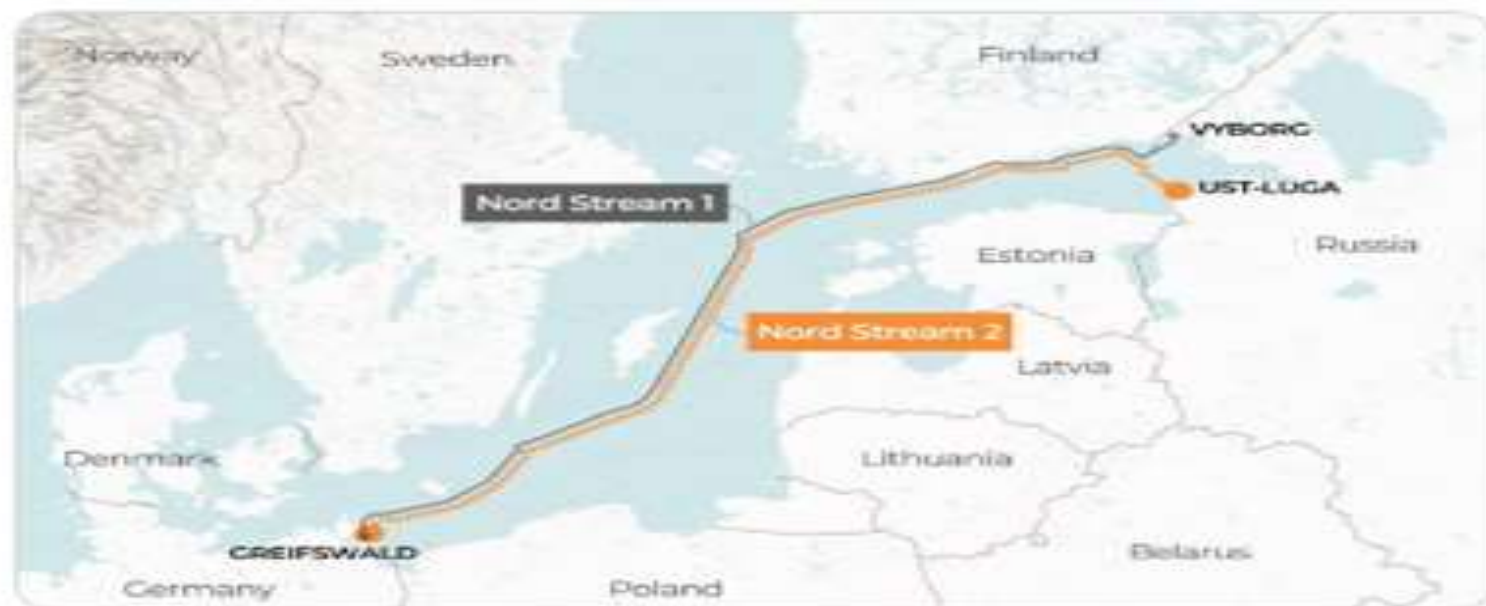 Norway
Sweden
Finland
VYBORG
UST-LUGA
Nord Stream 1
Russia
Estonia
Nord Stream 2
Latvia
Denmark
Lithuania
GREIFSWALD
Belarus
Germany
Poland